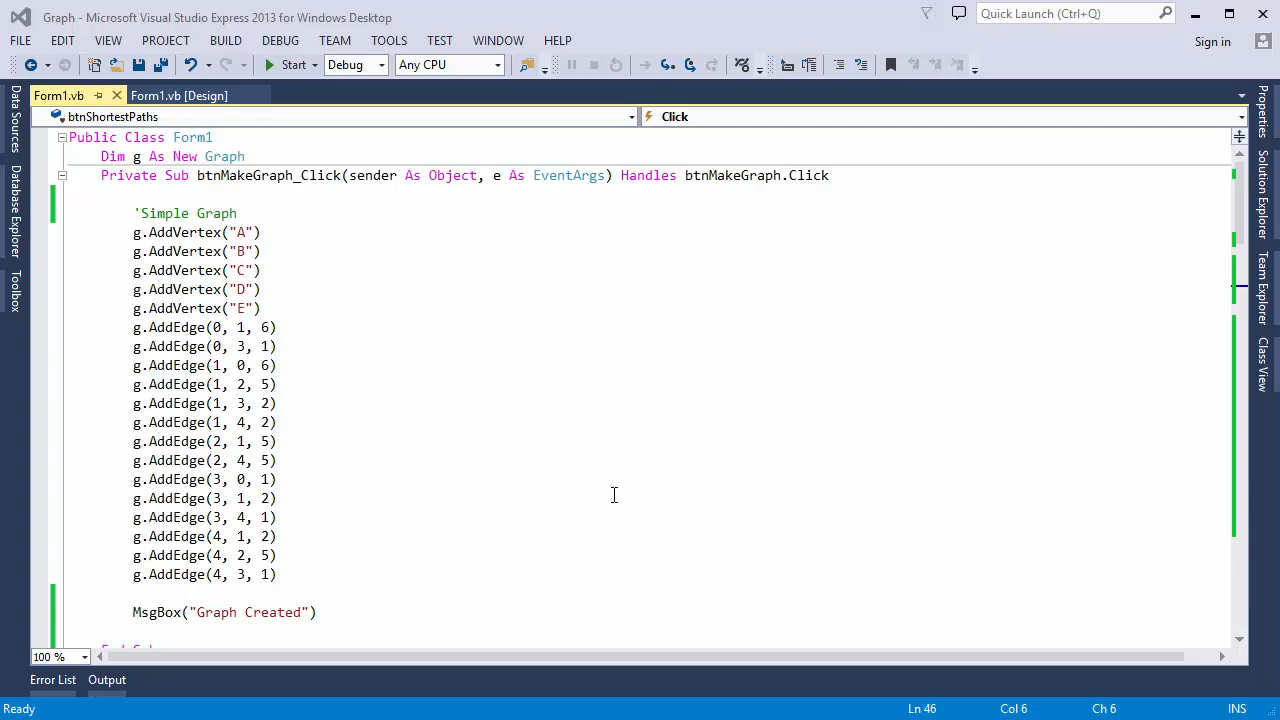 Graph - Microsoft Visual Studio Express 2013 for Windows Desktop
Quick Launch (Ctrl+Q)
FILE EDIT VIEW PROJECT BUILD DEBUG TEAM TOOLS TEST WINDOW HELP
Sign in
Start Debug Any CPU
Form1.vb Form1.vb [Design]
btnShortestPaths Click
Data Sources
Database Explorer
Toolbox
Public Class Form1
Dim g As New Graph
Private Sub btnMakeGraph_Click(sender As Object, e As EventArgs) Handles btnMakeGraph.Click
'Simple Graph
g.AddVertex("A")
g.AddVertex("B")
g.AddVertex("C")
g.AddVertex("D")
g.AddVertex("E")
g.AddEdge(0, 1, 6)
g.AddEdge(0, 3, 1)
g.AddEdge(1, 0, 6)
g.AddEdge(1, 2, 5)
g.AddEdge(1, 3, 2)
g.AddEdge(1, 4, 2)
g.AddEdge(2, 1, 5)
g.AddEdge(2, 4, 5)
g.AddEdge(3, 0, 1)
g.AddEdge(3, 1, 2)
g.AddEdge(3, 4, 1)
g.AddEdge(4, 1, 2)
g.AddEdge(4, 2, 5)
g.AddEdge(4, 3, 1)
MsgBox("Graph Created")
End Sub
Properties
Solution Explorer
Team Explorer
Class View
100 %
Error List Output
Ready Ln 46 Col 6 Ch 6 INS